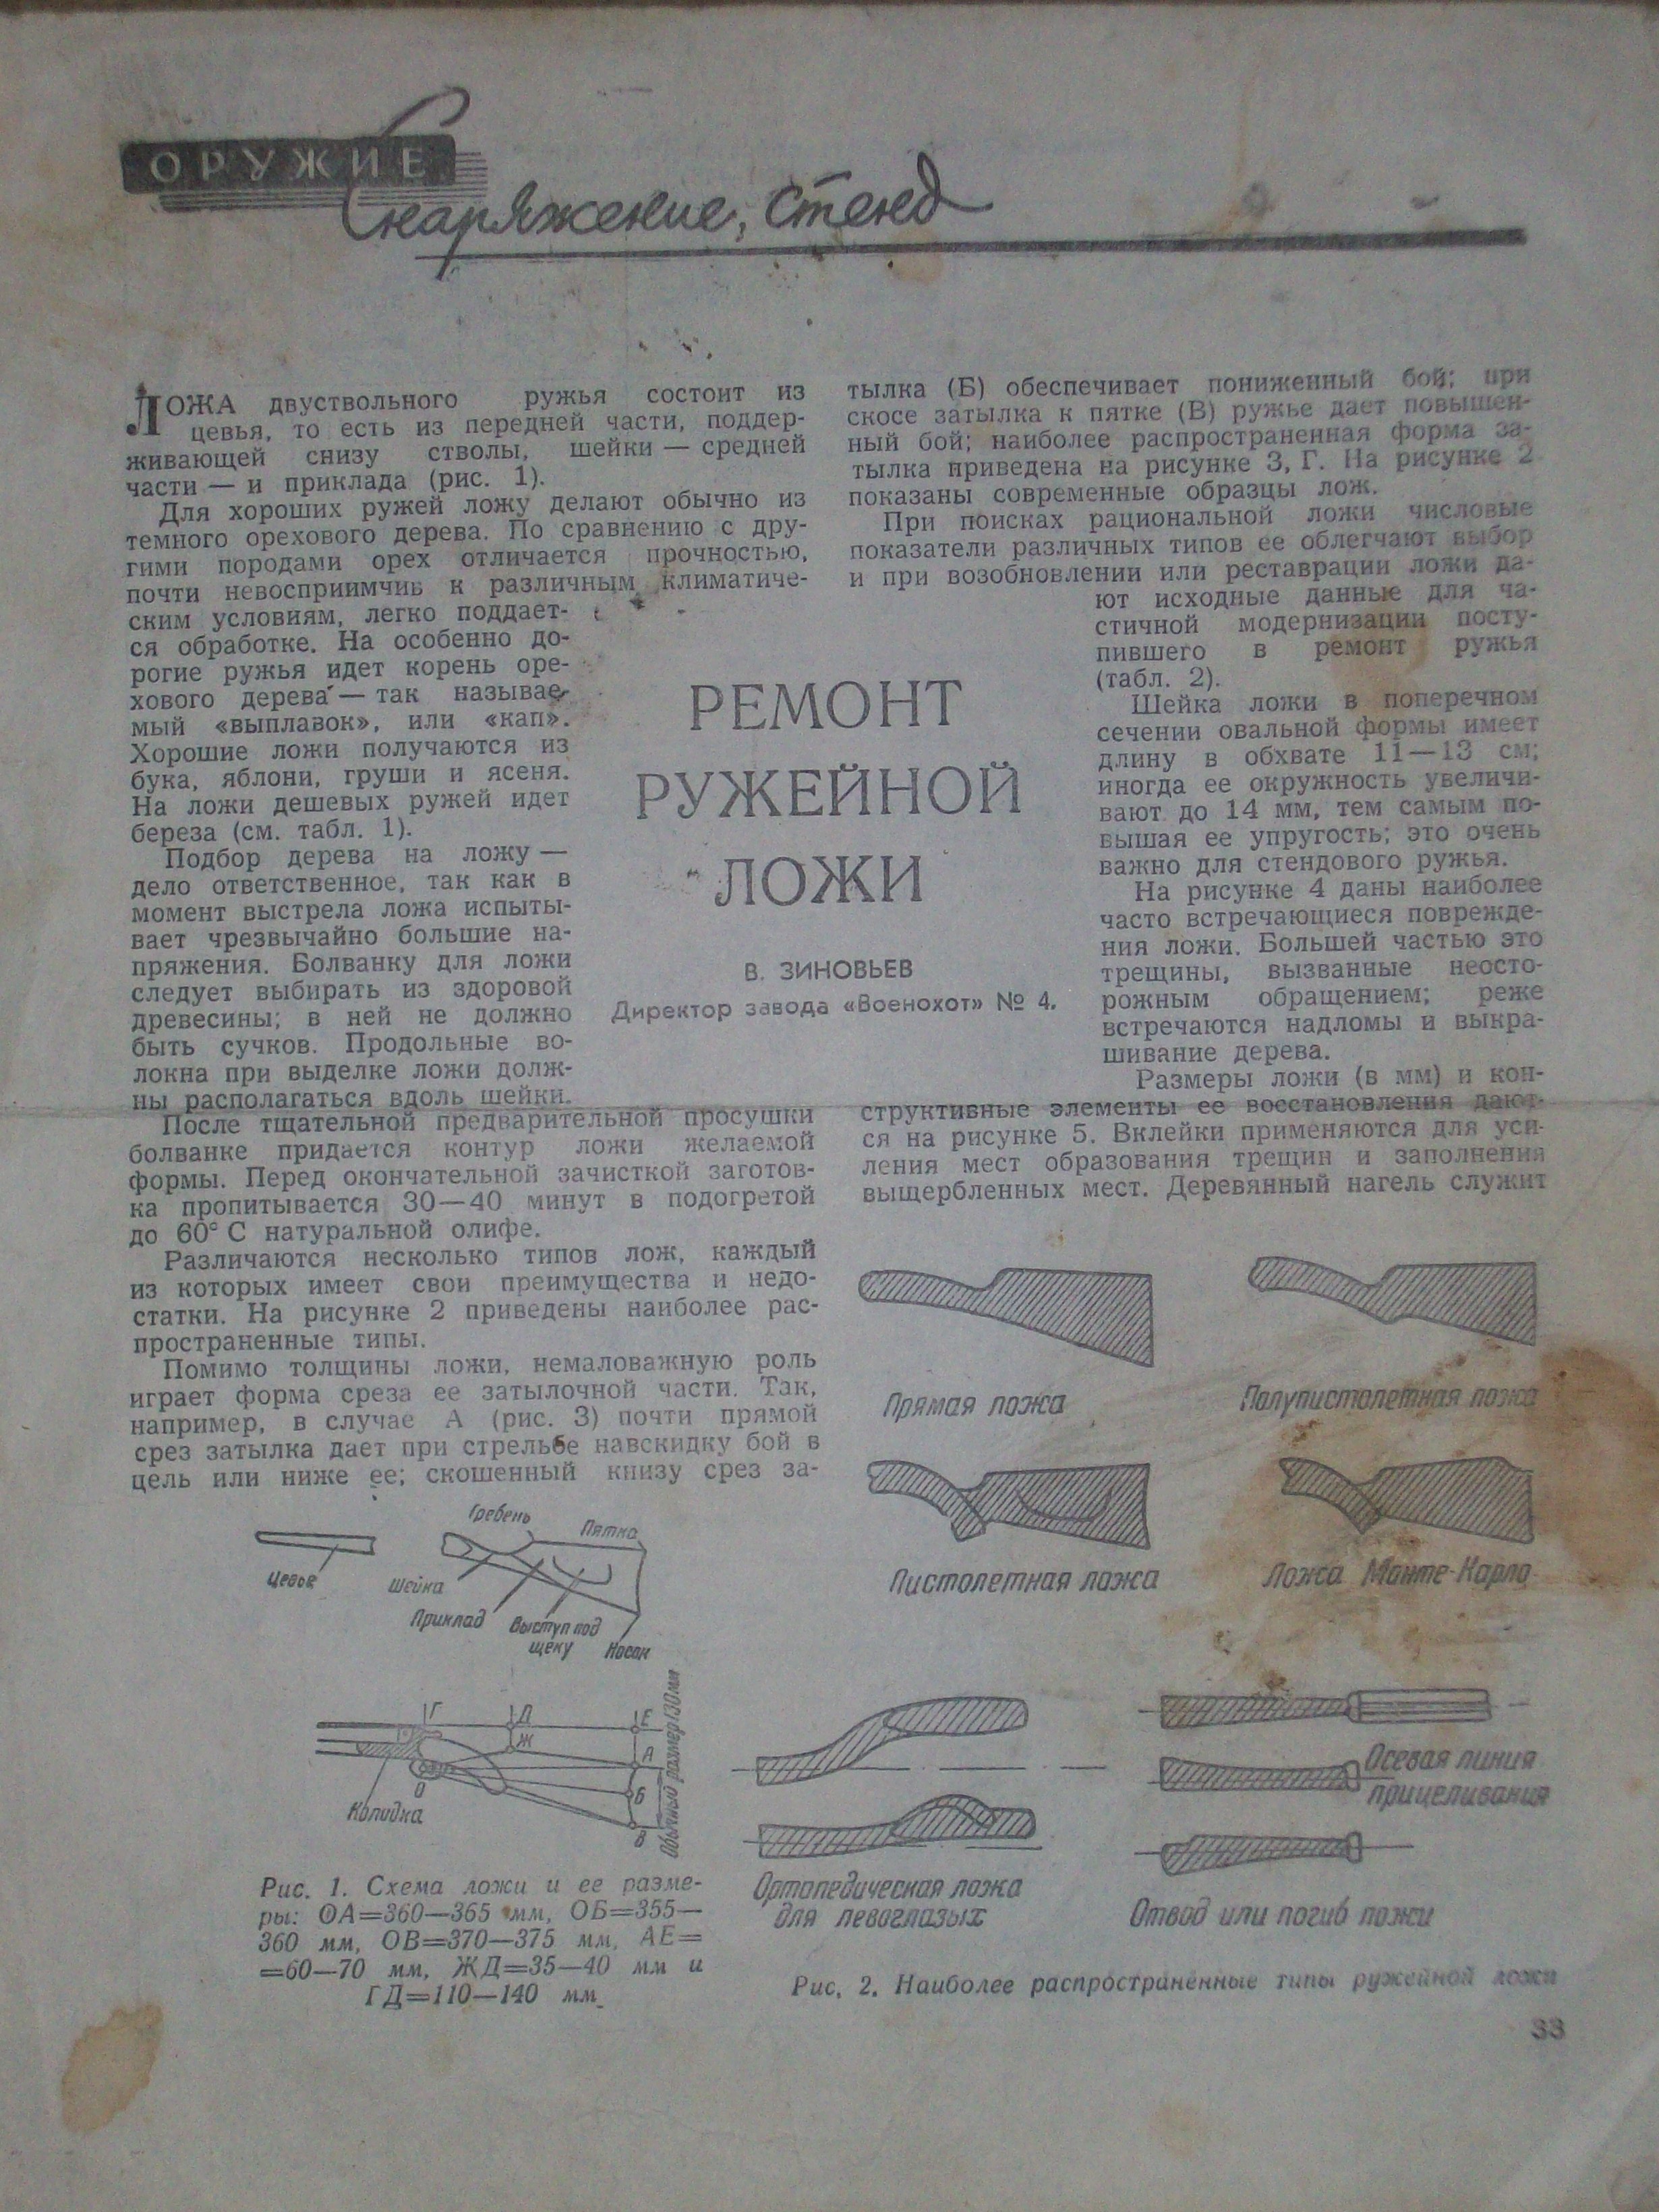 ОРУЖИЕ
Снаряжение, стенд
РЕМОНТ
РУЖЕЙНОЙ
ЛОЖИ
В. ЗИНОВЬЕВ
Директор завода «Военохот» № 4.
ЛОЖА двуствольного ружья состоит из
цевья, то есть из передней части, поддер-
живающей снизу стволы, шейки — средней
части — и приклада (рис. 1).
Для хороших ружей ложу делают обычно из
темного орехового дерева. По сравнению с дру-
гими породами орех отличается прочностью,
почти невосприимчив к различным климатиче-
ским условиям, легко поддает-
ся обработке. На особенно до-
рогие ружья идет корень оре-
хового дерева — так называе-
мый «выплавок», или «кап».
Хорошие ложи получаются из
бука, яблони, груши и ясеня.
На ложи дешевых ружей идет
береза (см. табл. 1).
Подбор дерева на ложу —
дело ответственное, так как в
момент выстрела ложа испыты-
вает чрезвычайно большие на-
пряжения. Болванку для ложи
следует выбирать из здоровой
древесины; в ней не должно
быть сучков. Продольные во-
локна при выделке ложи долж-
ны располагаться вдоль шейки.
После тщательной предварительной просушки
болванке придается контур ложи желаемой
формы. Перед окончательной зачисткой заготов-
ка пропитывается 30—40 минут в подогретой
до 60° С натуральной олифе.
Различаются несколько типов лож, каждый
из которых имеет свои преимущества и недо-
статки. На рисунке 2 приведены наиболее рас-
пространенные типы.
Помимо толщины ложи, немаловажную роль
играет форма среза ее затылочной части. Так,
например, в случае А (рис. 3) почти прямой
срез затылка дает при стрельбе навскидку бой в
цель или ниже ее; скошенный книзу срез за-
тылка (Б) обеспечивает пониженный бой; при
скосе затылка к пятке (В) ружье дает повышен-
ный бой; наиболее распространенная форма за-
тылка приведена на рисунке 3, Г. На рисунке 2
показаны современные образцы лож.
При поисках рациональной ложи числовые
показатели различных типов ее облегчают выбор
и при возобновлении или реставрации ложи да-
ют исходные данные для ча-
стичной модернизации посту-
пившего в ремонт ружья
(табл. 2).
Шейка ложи в поперечном
сечении овальной формы имеет
длину в обхвате 11—13 см;
иногда ее окружность увеличи-
вают до 14 мм, тем самым по-
вышая ее упругость; это очень
важно для стендового ружья.
На рисунке 4 даны наиболее
часто встречающиеся поврежде-
ния ложи. Большей частью это
трещины, вызванные неосто-
рожным обращением; реже
встречаются надломы и выкра-
шивание дерева.
Размеры ложи (в мм) и кон-
структивные элементы ее восстановления дают-
ся на рисунке 5. Вклейки применяются для уси-
ления мест образования трещин и заполнения
выщербленных мест. Деревянный нагель служит
Гребень
Пятка
Цевье
Шейка
Приклад
Выступ под
щеку
Носок
Г
Д
Е
Ж
А
О
Б
В
Обычный размер 130 мм
Колодка
Рис. 1. Схема ложи и ее разме-
ры: ОА=360—365 мм, ОБ=355—
360 мм, ОВ=370—375 мм, АЕ=
=60—70 мм, ЖД=35—40 мм и
ГД=110—140 мм.
Прямая ложа
Полупистолетная ложа
Пистолетная ложа
Ложа Монте-Карло
Осевая линия
прицеливания
Ортопедическая ложа
для левоглазых
Отвод или погиб ложи
Рис. 2. Наиболее распространенные типы ружейной ложи
33